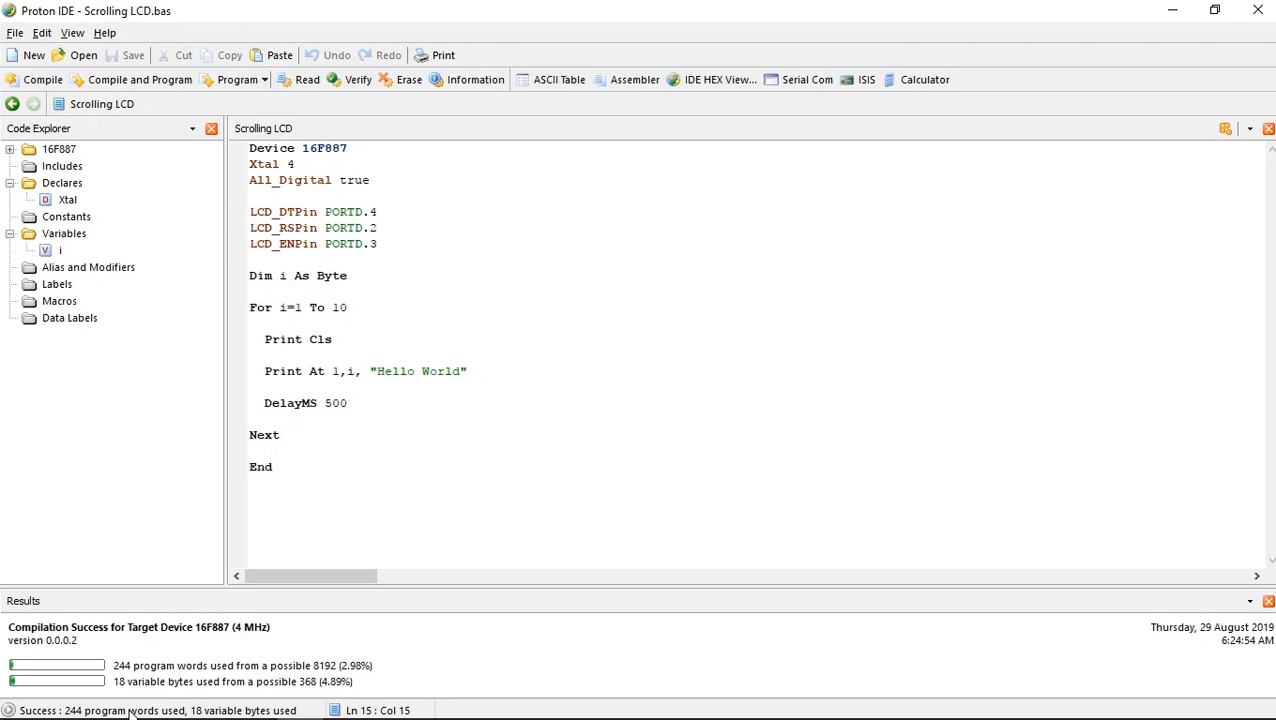 Proton IDE - Scrolling LCD.bas
File Edit View Help
New Open Save Cut Copy Paste Undo Redo Print
Compile Compile and Program Program Read Verify Erase Information ASCII Table Assembler IDE HEX View... Serial Com ISIS Calculator
Scrolling LCD
Code Explorer
16F887
Includes
Declares
D Xtal
Constants
Variables
V i
Alias and Modifiers
Labels
Macros
Data Labels
Scrolling LCD
Device 16F887
Xtal 4
All_Digital true
LCD_DTPin PORTD.4
LCD_RSPin PORTD.2
LCD_ENPin PORTD.3
Dim i As Byte
For i=1 To 10
Print Cls
Print At 1,i, "Hello World"
DelayMS 500
Next
End
Results
Compilation Success for Target Device 16F887 (4 MHz)
version 0.0.0.2
Thursday, 29 August 2019
6:24:54 AM
244 program words used from a possible 8192 (2.98%)
18 variable bytes used from a possible 368 (4.89%)
Success : 244 program words used, 18 variable bytes used
Ln 15 : Col 15